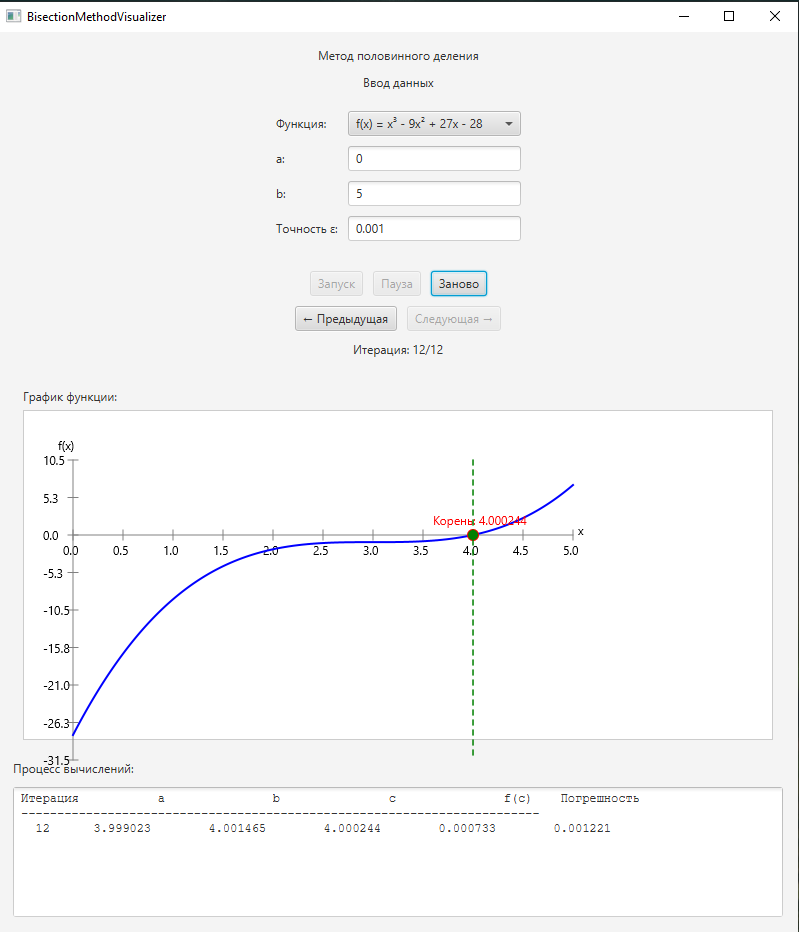 BisectionMethodVisualizer
Метод половинного деления
Ввод данных
Функция: f(x) = x³ - 9x² + 27x - 28
a: 0
b: 5
Точность ε: 0.001
Запуск Пауза Заново
← Предыдущая Следующая →
Итерация: 12/12
График функции:
f(x)
10.5
5.3
Корень: 4.000244
0.0 x
0.0 0.5 1.0 1.5 2.0 2.5 3.0 3.5 4.0 4.5 5.0
-5.3
-10.5
-15.8
-21.0
-26.3
-31.5
Процесс вычислений:
Итерация a b c f(c) Погрешность
------------------------------------------------------------------------
12 3.999023 4.001465 4.000244 0.000733 0.001221